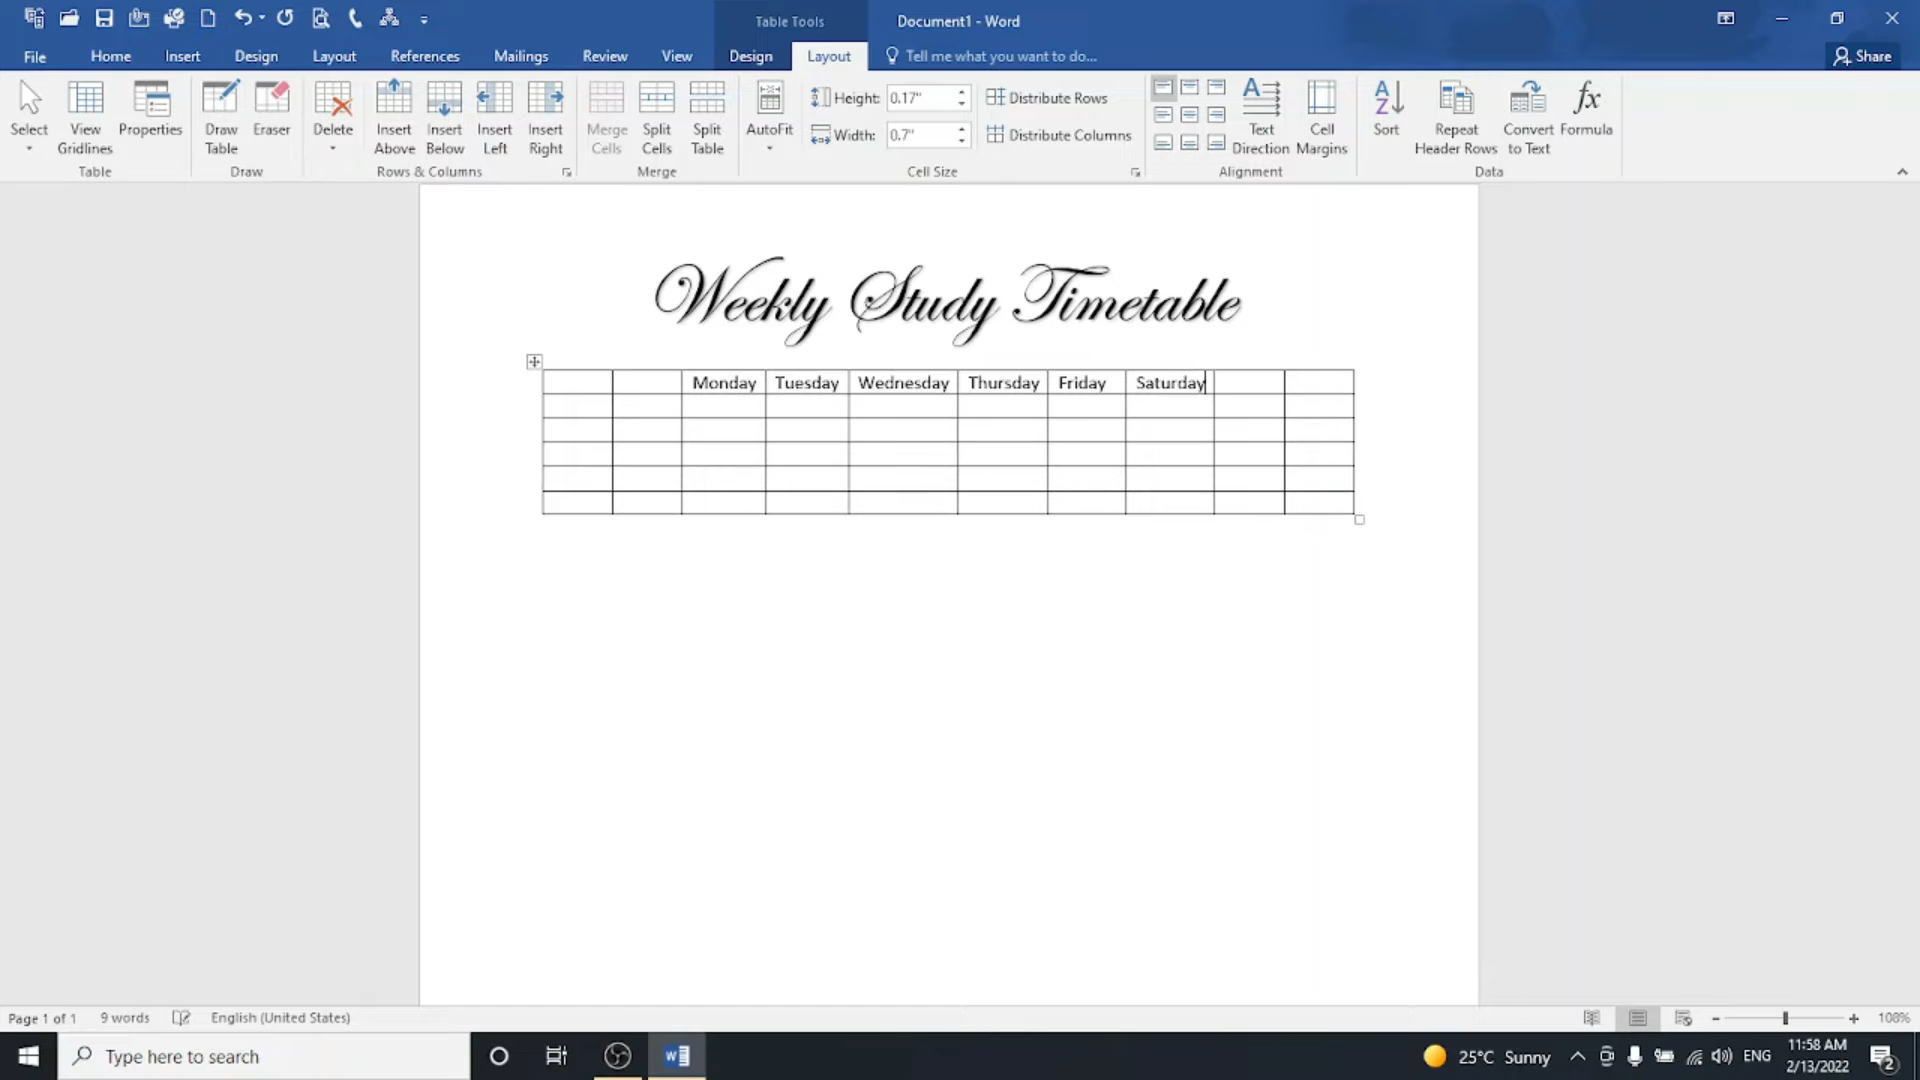 Table Tools
Document1 - Word
File Home Insert Design Layout References Mailings Review View Design Layout Tell me what you want to do... Share
Select
View Gridlines
Properties
Table
Draw Table
Eraser
Draw
Delete
Insert Above
Insert Below
Insert Left
Insert Right
Rows & Columns
Merge Cells
Split Cells
Split Table
Merge
AutoFit
Height: 0.17"
Width: 0.7"
Distribute Rows
Distribute Columns
Cell Size
Text Direction
Cell Margins
Alignment
A Z
Sort
Repeat Header Rows
Convert to Text
fx
Formula
Data
Weekly Study Timetable
Monday Tuesday Wednesday Thursday Friday Saturday
Page 1 of 1 9 words English (United States) 108%
Type here to search
25°C Sunny
ENG
11:58 AM
2/13/2022
2